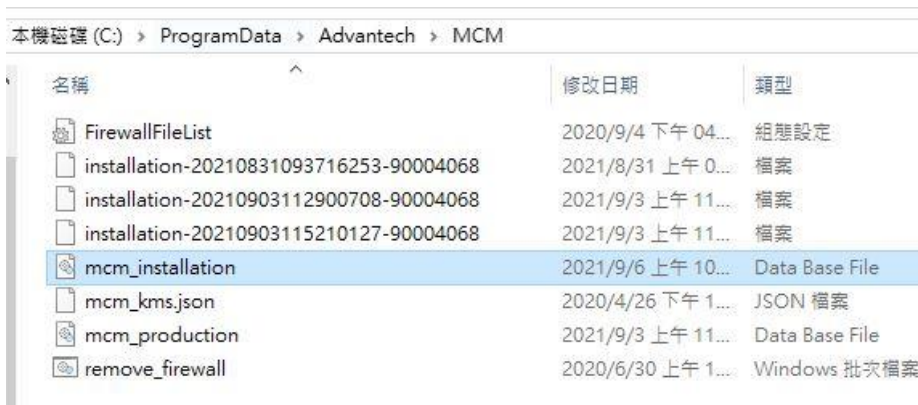 本機磁碟 (C:) › ProgramData › Advantech › MCM
名稱 修改日期 類型
FirewallFileList 2020/9/4 下午 04... 組態設定
installation-20210831093716253-90004068 2021/8/31 上午 0... 檔案
installation-20210903112900708-90004068 2021/9/3 上午 11... 檔案
installation-20210903115210127-90004068 2021/9/3 上午 11... 檔案
mcm_installation 2021/9/6 上午 10... Data Base File
mcm_kms.json 2020/4/26 下午 1... JSON 檔案
mcm_production 2021/9/3 上午 11... Data Base File
remove_firewall 2020/6/30 上午 1... Windows 批次檔案